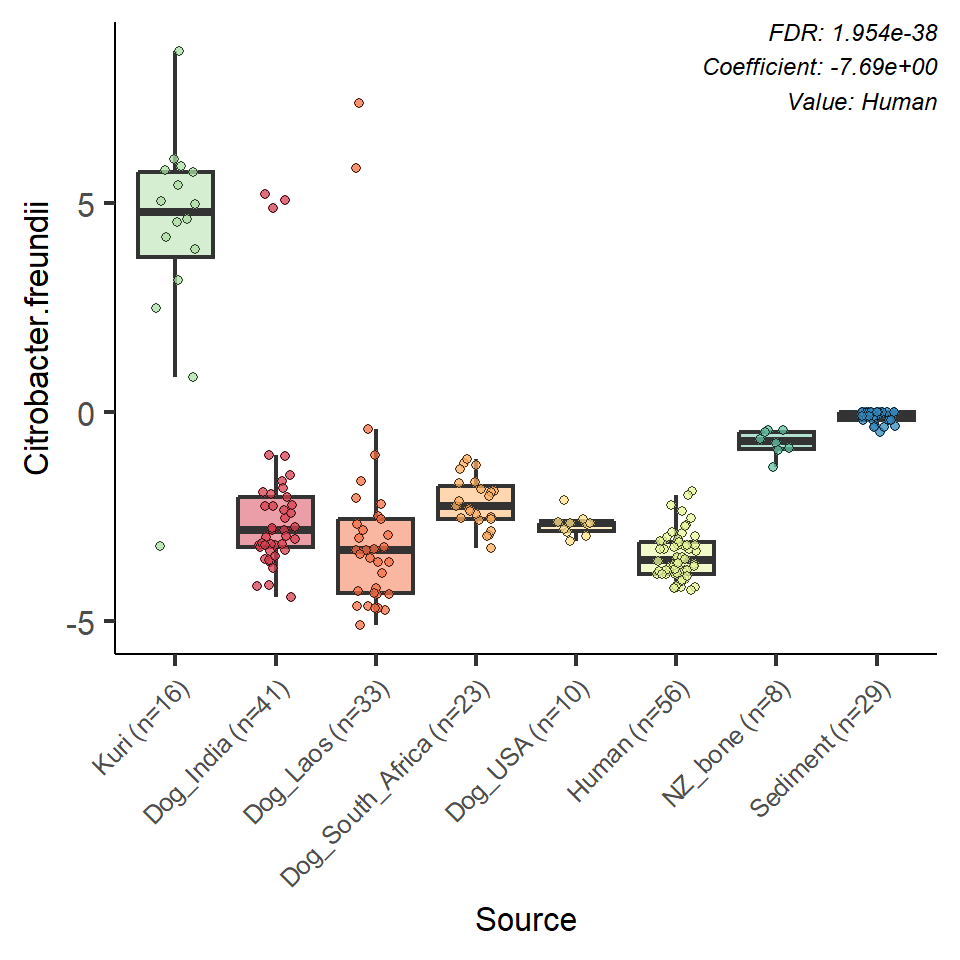 FDR: 1.954e-38
Coefficient: -7.69e+00
Value: Human
Citrobacter.freundii
5
0
-5
Kuri (n=16)
Dog_India (n=41)
Dog_Laos (n=33)
Dog_South_Africa (n=23)
Dog_USA (n=10)
Human (n=56)
NZ_bone (n=8)
Sediment (n=29)
Source